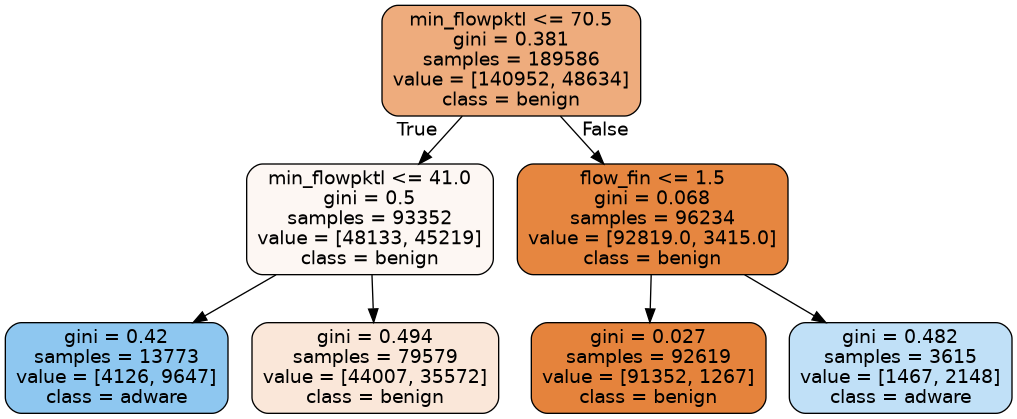 min_flowpktl <= 70.5
gini = 0.381
samples = 189586
value = [140952, 48634]
class = benign
True
False
min_flowpktl <= 41.0
gini = 0.5
samples = 93352
value = [48133, 45219]
class = benign
flow_fin <= 1.5
gini = 0.068
samples = 96234
value = [92819.0, 3415.0]
class = benign
gini = 0.42
samples = 13773
value = [4126, 9647]
class = adware
gini = 0.494
samples = 79579
value = [44007, 35572]
class = benign
gini = 0.027
samples = 92619
value = [91352, 1267]
class = benign
gini = 0.482
samples = 3615
value = [1467, 2148]
class = adware